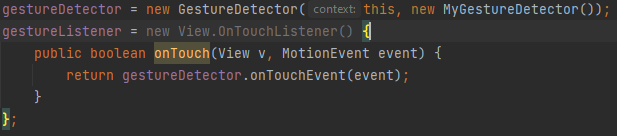 gestureDetector = new GestureDetector( context: this, new MyGestureDetector());
gestureListener = new View.OnTouchListener() {
    public boolean onTouch(View v, MotionEvent event) {
        return gestureDetector.onTouchEvent(event);
    }
};